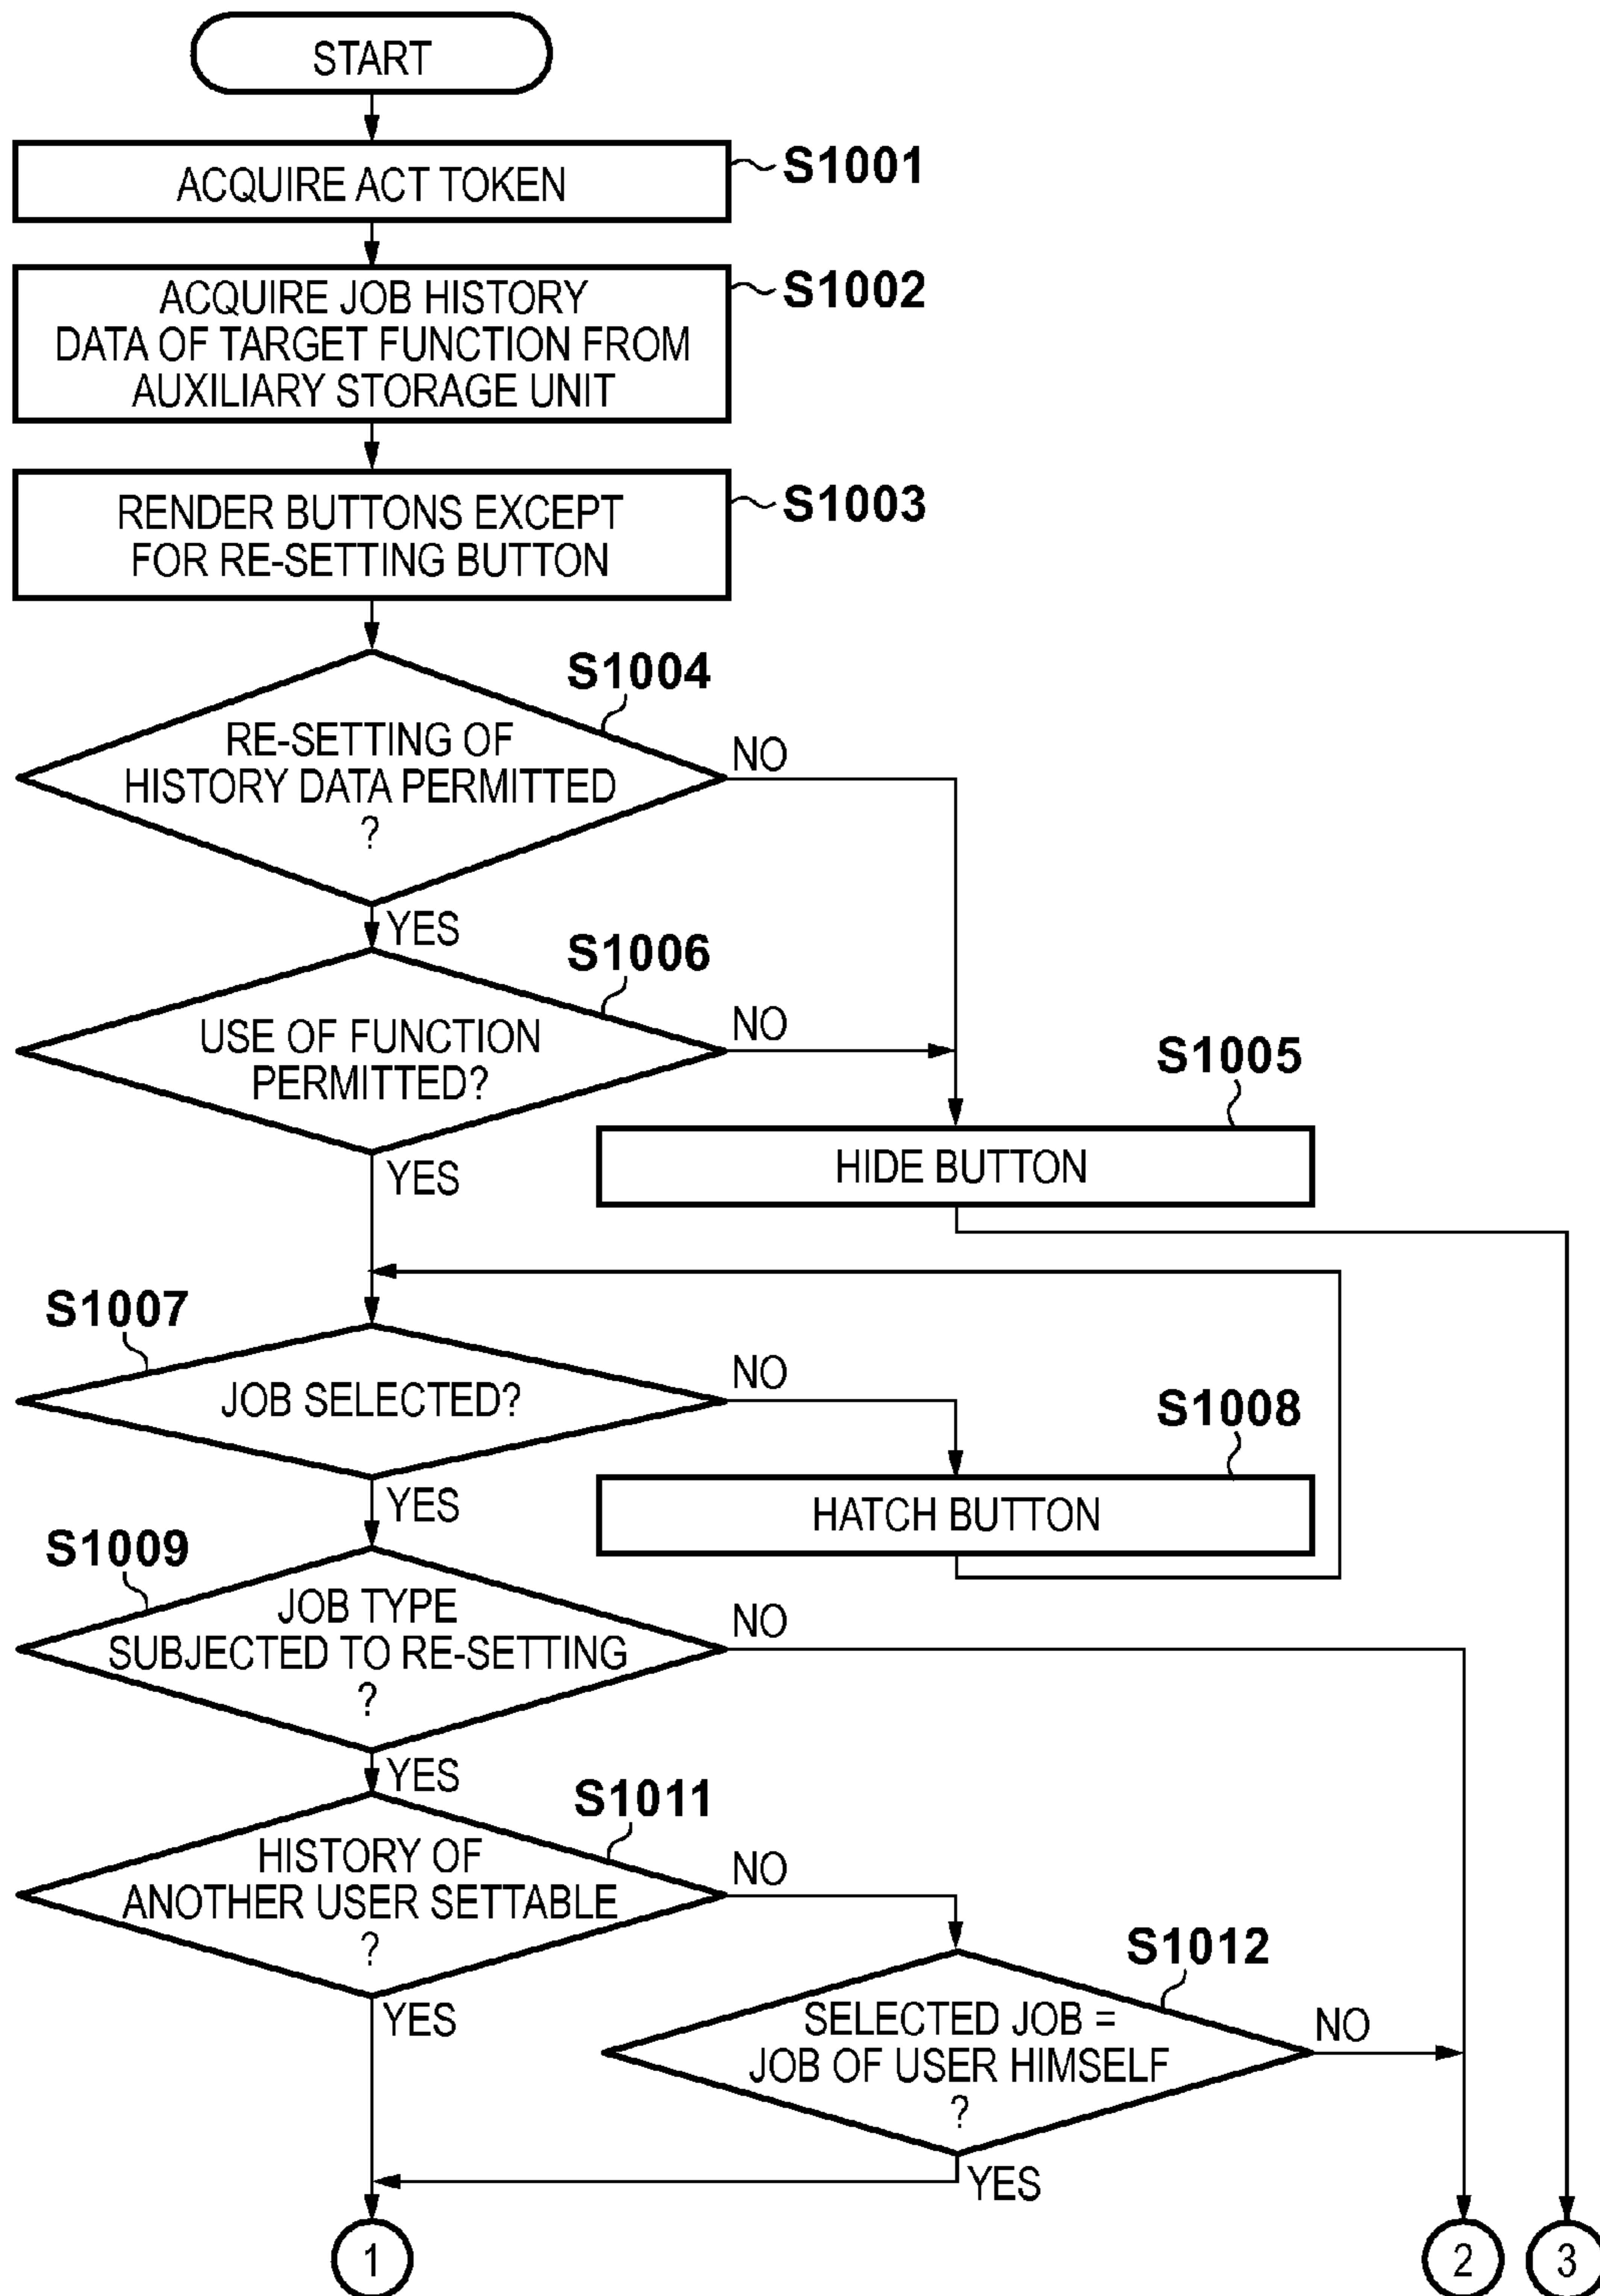 START
ACQUIRE ACT TOKEN
S1001
ACQUIRE JOB HISTORY
DATA OF TARGET FUNCTION FROM
AUXILIARY STORAGE UNIT
S1002
RENDER BUTTONS EXCEPT
FOR RE-SETTING BUTTON
S1003
S1004
RE-SETTING OF
HISTORY DATA PERMITTED
?
NO
YES
S1006
USE OF FUNCTION
PERMITTED?
NO
YES
S1005
HIDE BUTTON
S1007
JOB SELECTED?
NO
YES
S1008
HATCH BUTTON
S1009
JOB TYPE
SUBJECTED TO RE-SETTING
?
NO
YES
S1011
HISTORY OF
ANOTHER USER SETTABLE
?
NO
YES
S1012
SELECTED JOB =
JOB OF USER HIMSELF
?
NO
YES
1
2
3